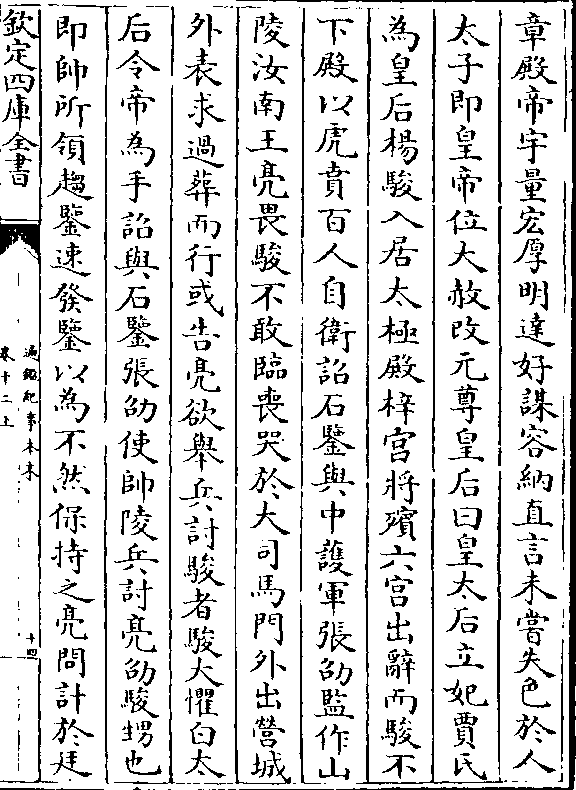 章殿帝宇量宏厚明達好謀容納直言未嘗失色於人
太子即皇帝位大赦改元尊皇后曰皇太后立妃賈氏
為皇后楊駿入居太極殿梓宮將殯六宮出辭而駿不
下殿以虎賁百人自衛詔石鑒與中護軍張劭監作山
陵汝南王亮畏駿不敢臨喪哭於大司馬門外出營城
外表求過葬而行或告亮欲舉兵討駿者駿大懼白太
后令帝為手詔與石鑒張劭使帥陵兵討亮劭駿甥也
即帥所領趨鑒速發鑒以為不然保持之亮問計於廷
欽定四庫全書
通鑑紀事本末
卷十二上
十四